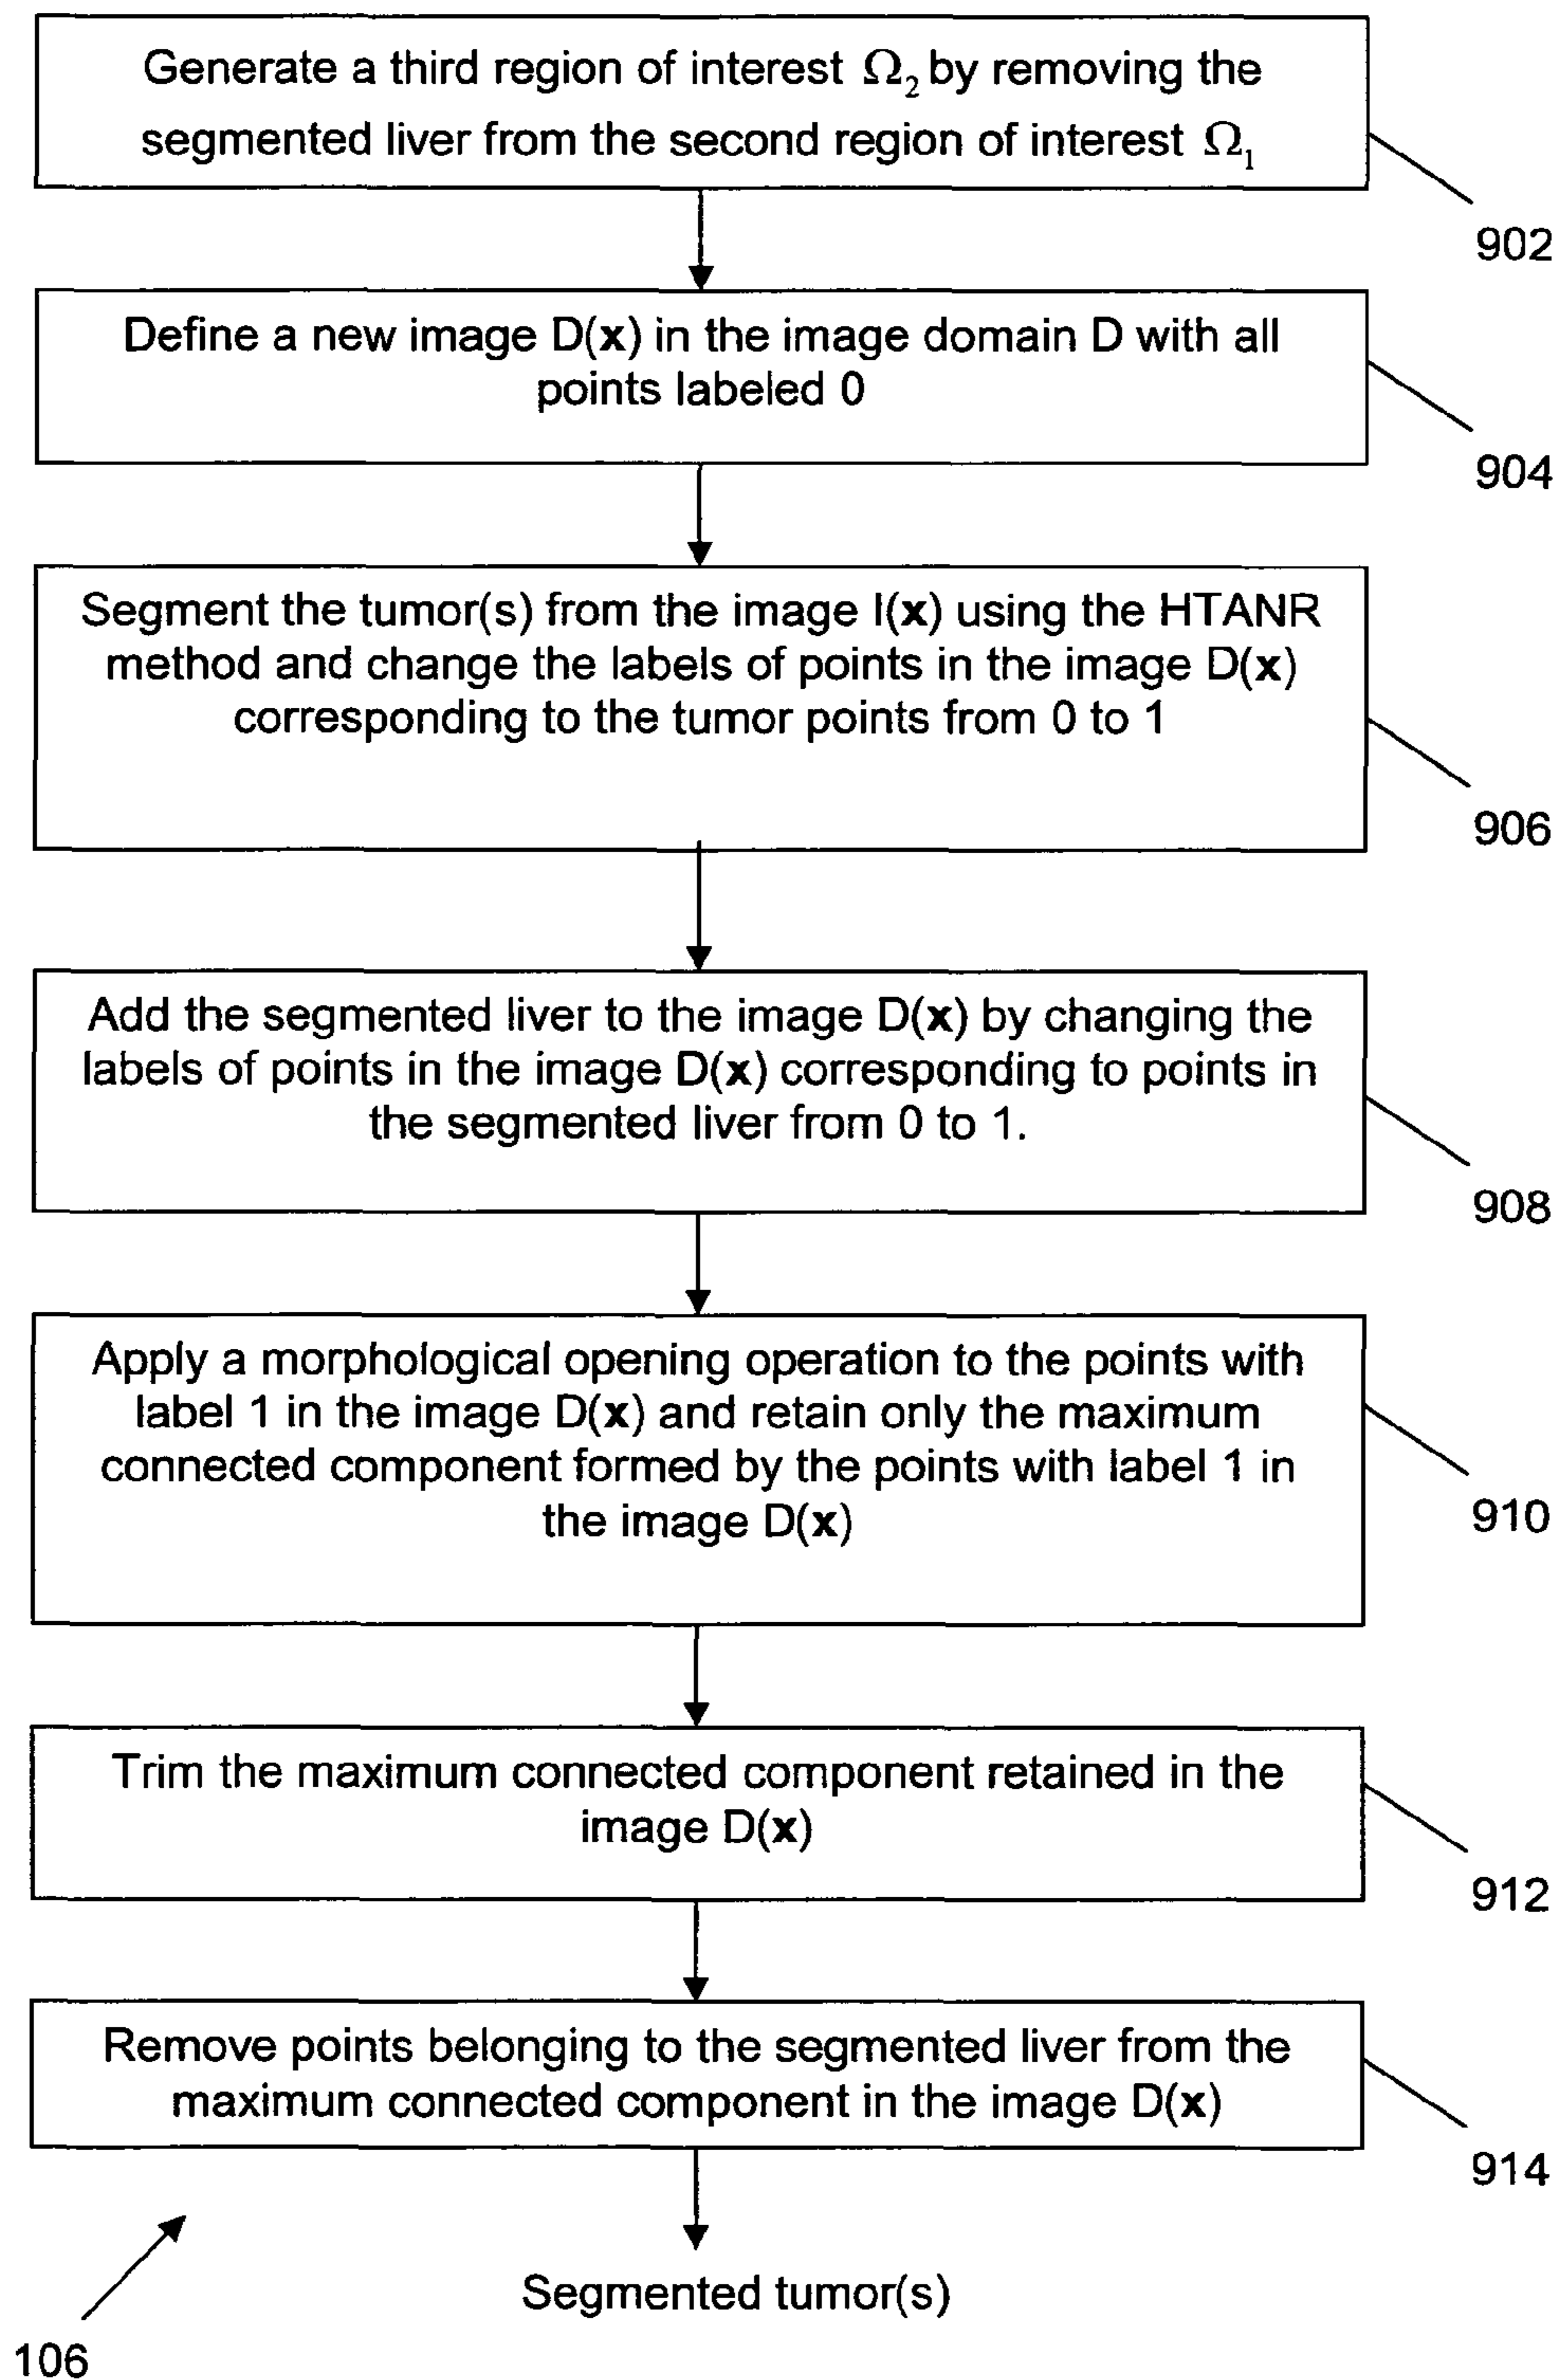 Generate a third region of interest Ω₂ by removing the
segmented liver from the second region of interest Ω₁
902
Define a new image D(x) in the image domain D with all
points labeled 0
904
Segment the tumor(s) from the image I(x) using the HTANR
method and change the labels of points in the image D(x)
corresponding to the tumor points from 0 to 1
906
Add the segmented liver to the image D(x) by changing the
labels of points in the image D(x) corresponding to points in
the segmented liver from 0 to 1.
908
Apply a morphological opening operation to the points with
label 1 in the image D(x) and retain only the maximum
connected component formed by the points with label 1 in
the image D(x)
910
Trim the maximum connected component retained in the
image D(x)
912
Remove points belonging to the segmented liver from the
maximum connected component in the image D(x)
914
Segmented tumor(s)
106